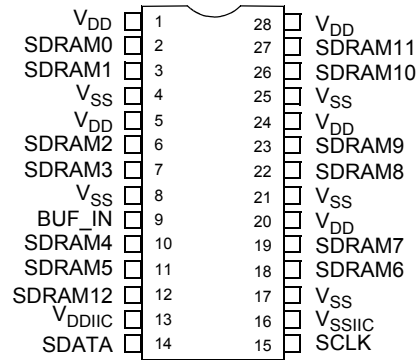 VDD 1 28 VDD
SDRAM0 2 27 SDRAM11
SDRAM1 3 26 SDRAM10
VSS 4 25 VSS
VDD 5 24 VDD
SDRAM2 6 23 SDRAM9
SDRAM3 7 22 SDRAM8
VSS 8 21 VSS
BUF_IN 9 20 VDD
SDRAM4 10 19 SDRAM7
SDRAM5 11 18 SDRAM6
SDRAM12 12 17 VSS
VDDIIC 13 16 VSSIIC
SDATA 14 15 SCLK